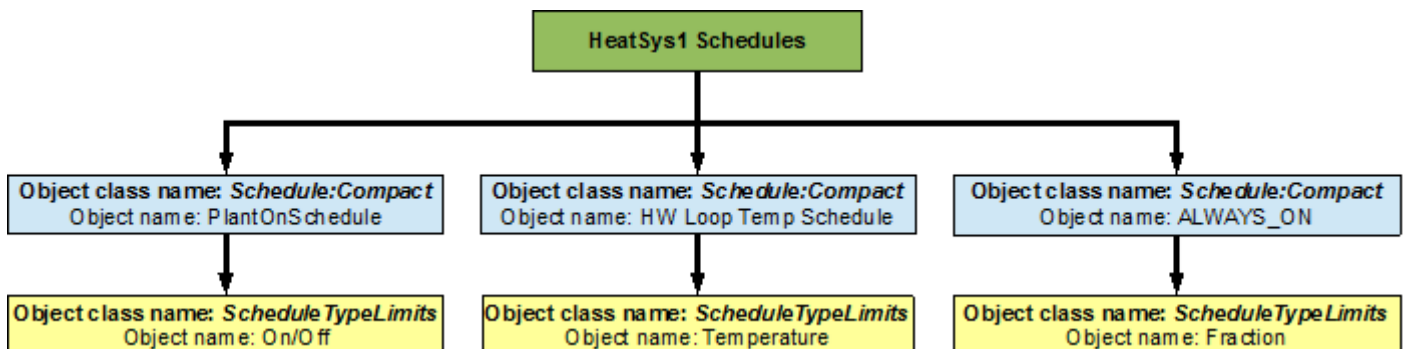 HeatSys1 Schedules
Object class name: Schedule:Compact
Object name: PlantOnSchedule
Object class name: Schedule:Compact
Object name: HW Loop Temp Schedule
Object class name: Schedule:Compact
Object name: ALWAYS_ON
Object class name: ScheduleTypeLimits
Object name: On/Off
Object class name: ScheduleTypeLimits
Object name: Temperature
Object class name: ScheduleTypeLimits
Object name: Fraction